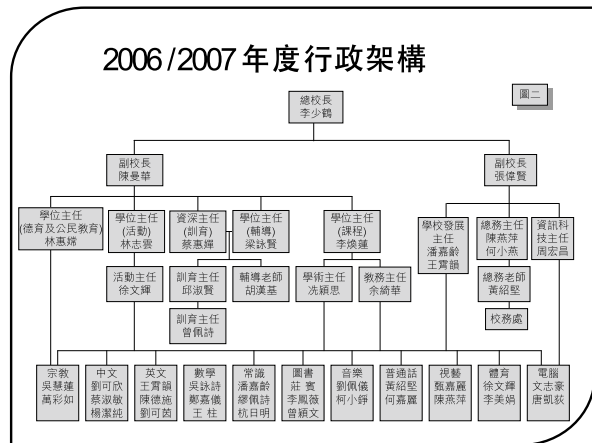 2006/2007 年度行政架構
圖二
總校長
李少鶴
副校長
陳曼華
副校長
張偉賢
學位主任
(德育及公民教育)
林惠嫦
學位主任
(活動)
林志雲
資深主任
(訓育)
蔡惠輝
學位主任
(輔導)
梁詠賢
學位主任
(課程)
李煥蓮
學校發展
主任
潘嘉齡
王霄韻
總務主任
陳燕萍
何小燕
資訊科
技主任
周宏昌
活動主任
徐文輝
訓育主任
邱淑賢
輔導老師
胡漢基
學術主任
冼穎思
教務主任
余綺華
總務老師
黃紹堅
訓育主任
曾佩詩
校務處
宗教
吳慧蓮
萬彩如
中文
劉可欣
蔡淑敏
楊潔純
英文
王霄韻
陳德施
劉可茵
數學
吳詠詩
鄭嘉儀
王 柱
常識
潘嘉齡
繆佩詩
杭日明
圖書
莊 賓
李鳳薇
曾穎文
音樂
劉佩儀
柯小錚
普通話
黃紹堅
何嘉麗
視藝
甄嘉麗
陳燕萍
體育
徐文輝
李美娟
電腦
文志豪
唐凱荻